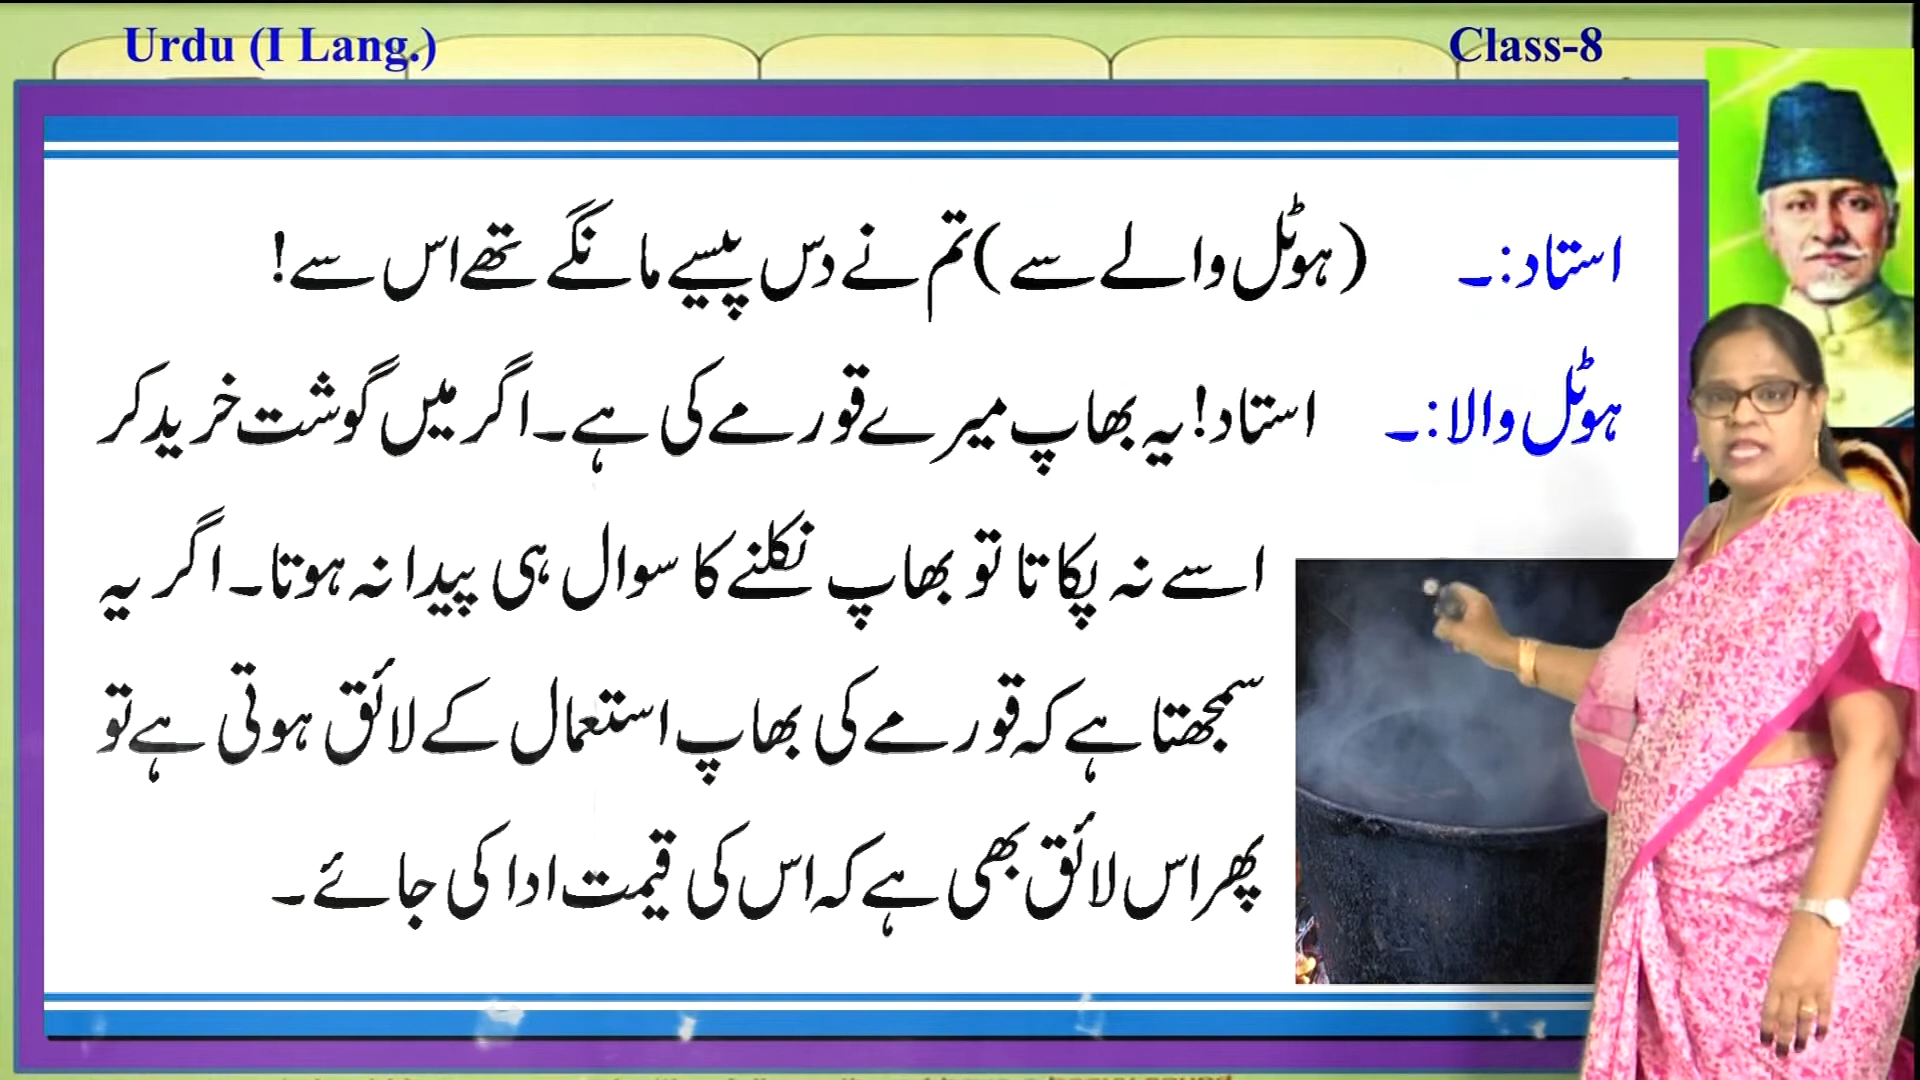 Urdu (I Lang.)
Class-8
استاد:۔ (ہوٹل والے سے) تم نے دس پیسے مانگے تھے اس سے!
ہوٹل والا:۔ استاد! یہ بھاپ میرے قورمے کی ہے۔ اگر میں گوشت خرید کر
اسے نہ پکاتا تو بھاپ نکلنے کا سوال ہی پیدا نہ ہوتا۔ اگر یہ
سمجھتا ہے کہ قورمے کی بھاپ استعمال کے لائق ہوتی ہے تو
پھر اس لائق بھی ہے کہ اس کی قیمت ادا کی جائے۔